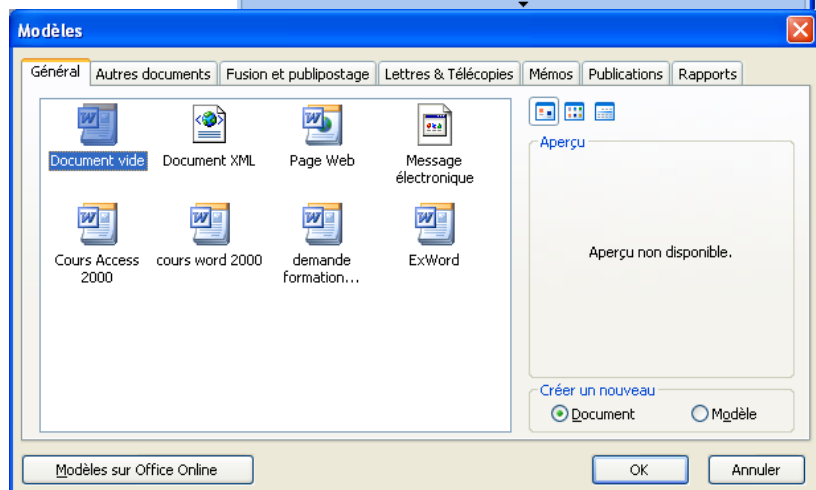 Modèles
Général Autres documents Fusion et publipostage Lettres & Télécopies Mémos Publications Rapports
Document vide Document XML Page Web Message
électronique
Cours Access cours word 2000 demande ExWord
2000 formation...
Aperçu
Aperçu non disponible.
Créer un nouveau
Document Modèle
Modèles sur Office Online OK Annuler